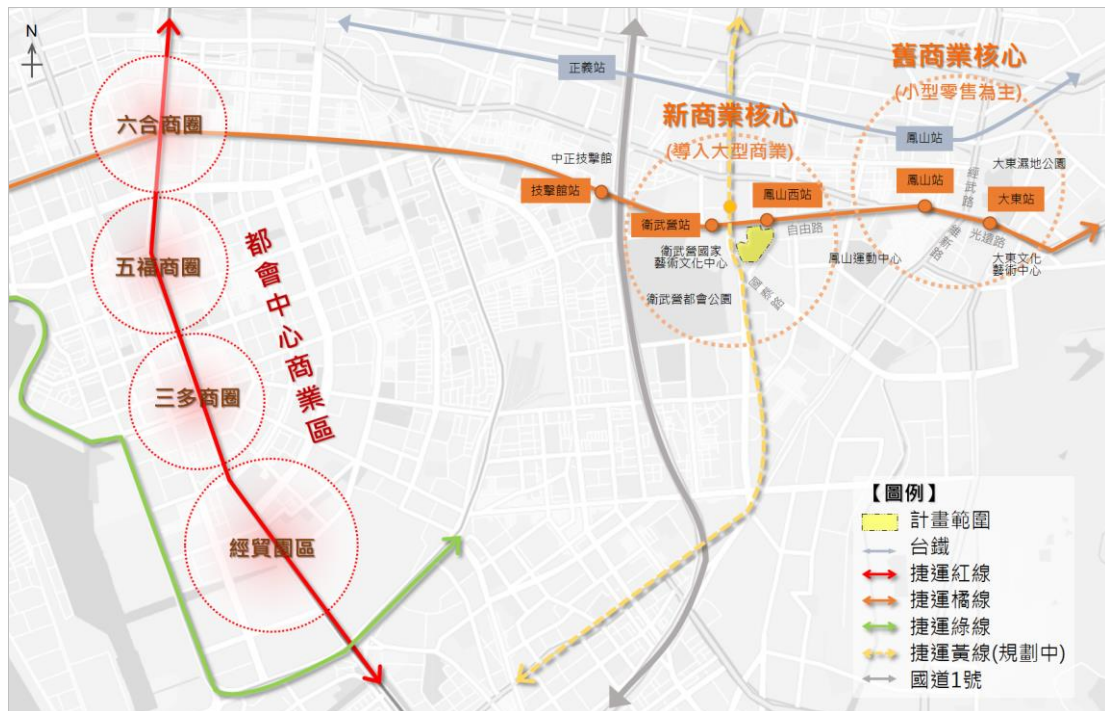 N
舊商業核心
(小型零售為主)
正義站
新商業核心
(導入大型商業)
六合商圈
鳳山站
中正技擊館
大東濕地公園
經武路
技擊館站
鳳山西站
鳳山站
大東站
衛武營站
自由路
維新路
光遠路
衛武營國家
藝術文化中心
鳳山運動中心
大東文化
藝術中心
五福商圈
都會中心商業區
衛武營都會公園
國泰路
三多商圈
經貿園區
【圖例】
計畫範圍
台鐵
捷運紅線
捷運橘線
捷運綠線
捷運黃線(規劃中)
國道1號